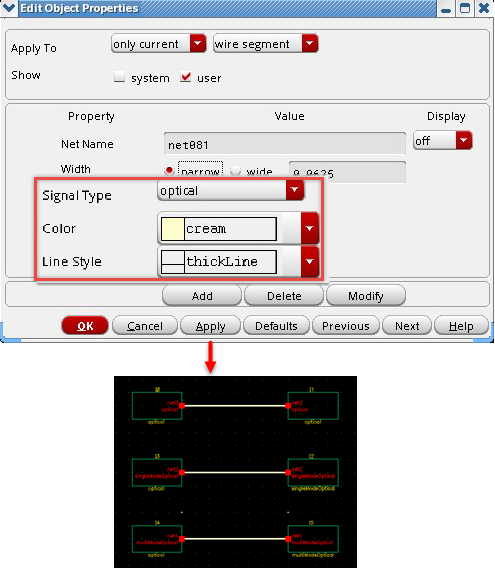 Edit Object Properties
Apply To only current wire segment
Show system user
Property Value Display
Net Name net081 off
Width narrow wide 0.0625
Signal Type optical
Color cream
Line Style thickLine
Add Delete Modify
OK Cancel Apply Defaults Previous Next Help
I1
net3 net3
optical optical
optical optical
I3 I2
net2 net2
singleModeOptical singleModeOptical
optical singleModeOptical
I4 I5
net1 net1
multiModeOptical multiModeOptical
optical multiModeOptical